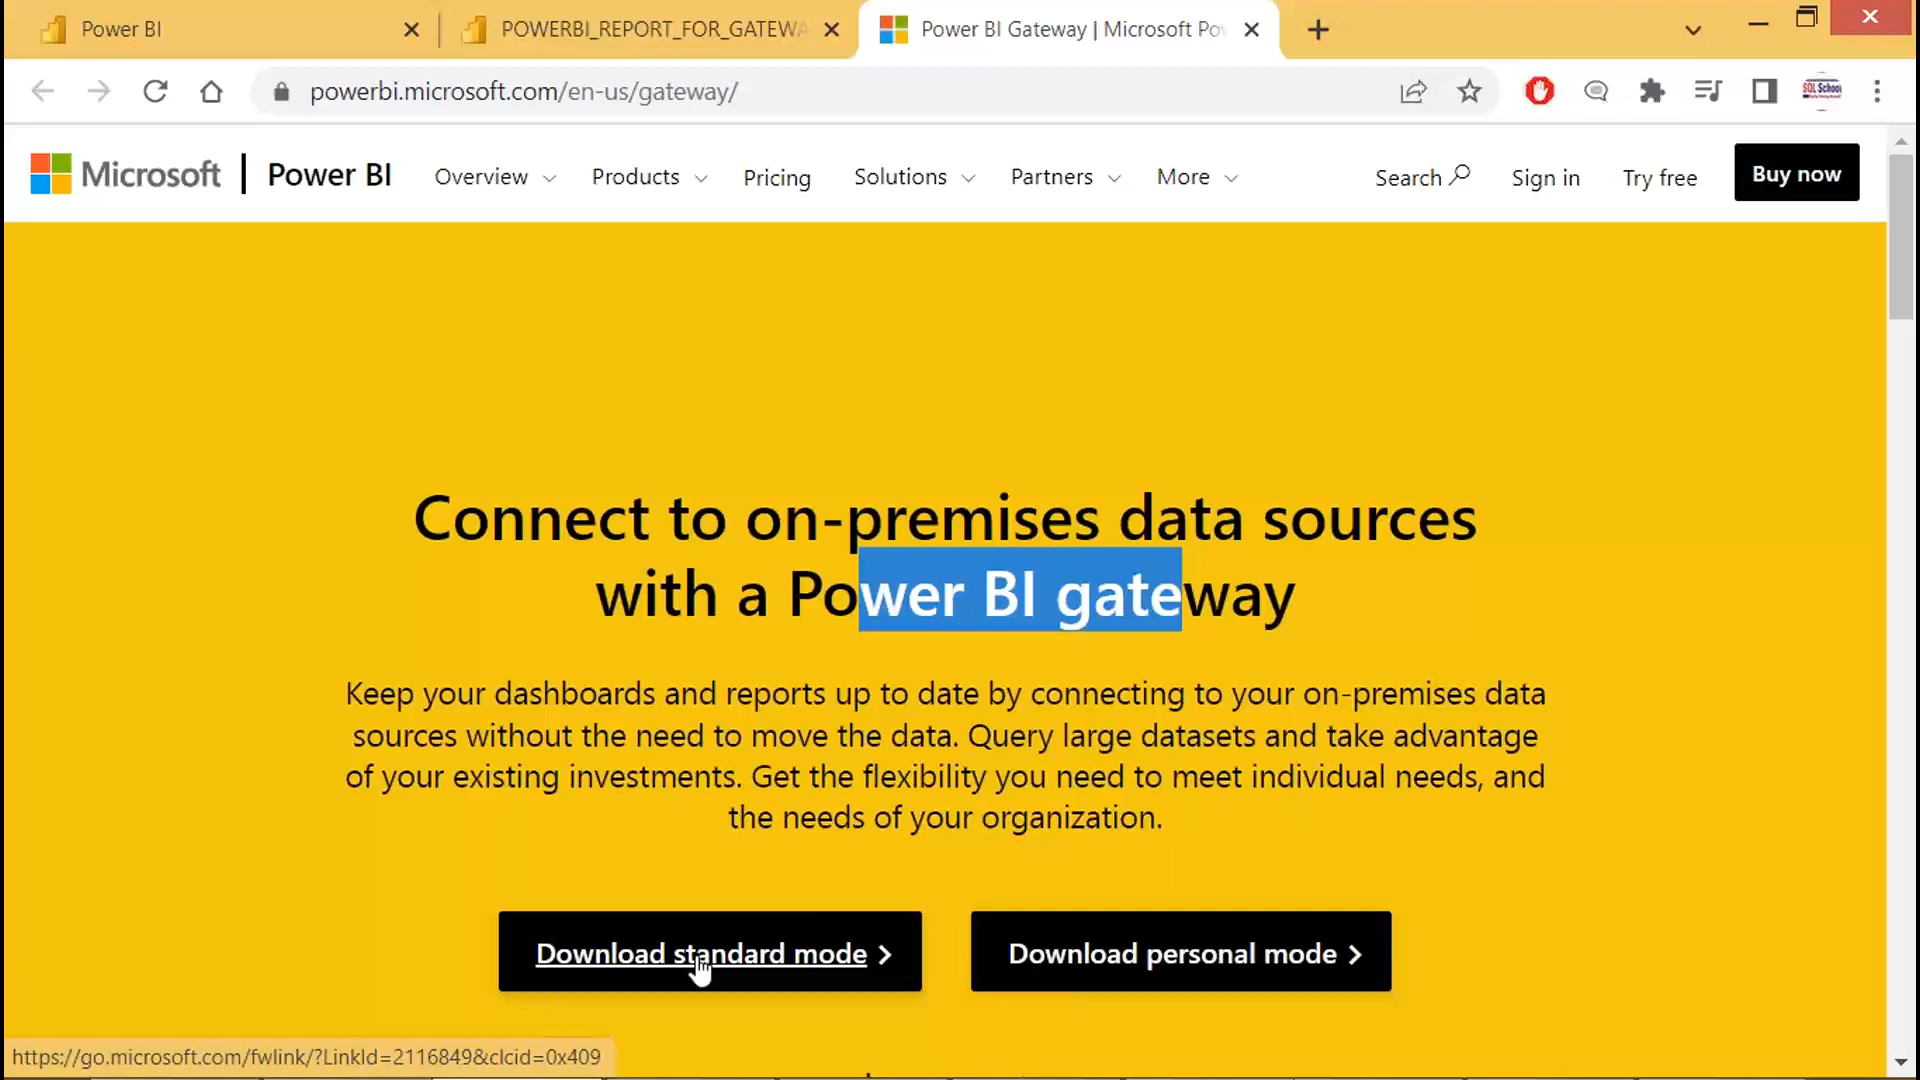 Power BI
POWERBI_REPORT_FOR_GATEWA
Power BI Gateway | Microsoft Po
powerbi.microsoft.com/en-us/gateway/
SQL School
Microsoft | Power BI
Overview
Products
Pricing
Solutions
Partners
More
Search
Sign in
Try free
Buy now
Connect to on-premises data sources
with a Power BI gateway
Keep your dashboards and reports up to date by connecting to your on-premises data
sources without the need to move the data. Query large datasets and take advantage
of your existing investments. Get the flexibility you need to meet individual needs, and
the needs of your organization.
Download standard mode
Download personal mode
https://go.microsoft.com/fwlink/?LinkId=2116849&clcid=0x409